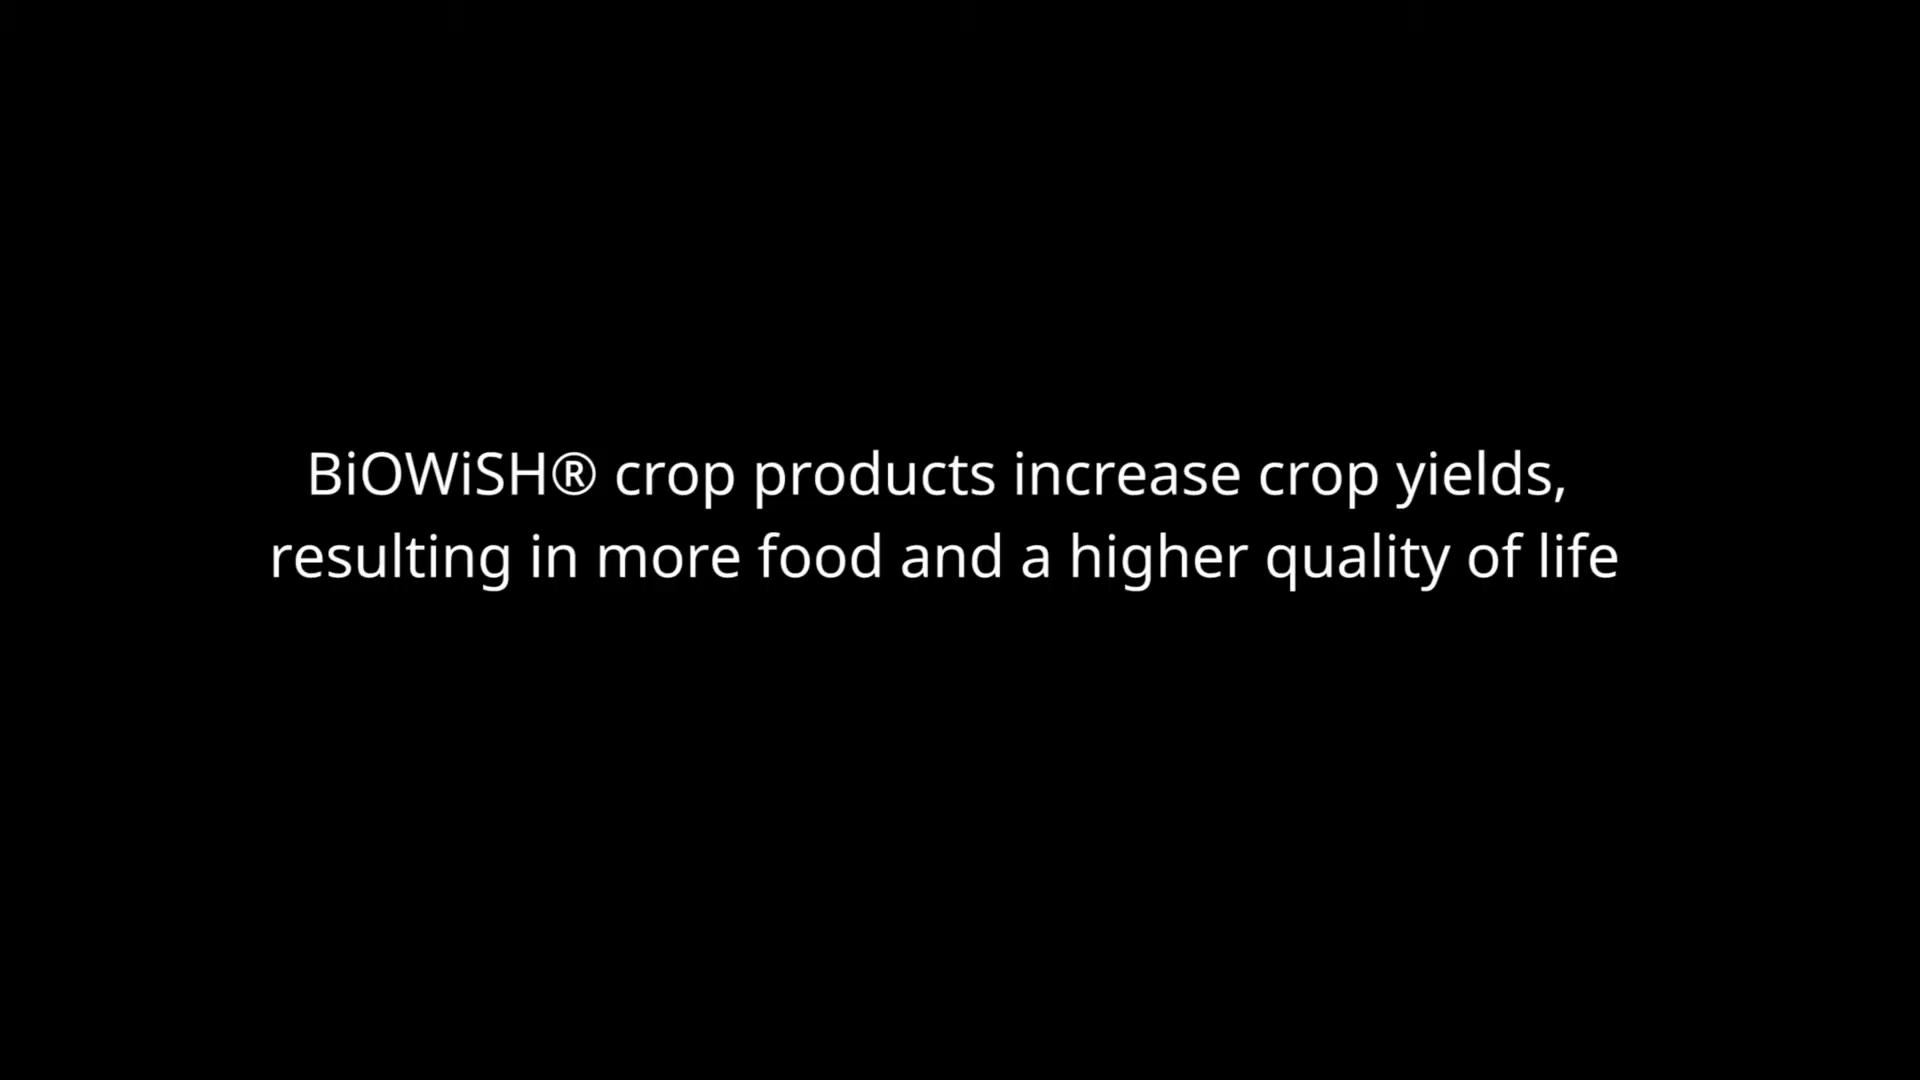 BiOWiSH® crop products increase crop yields,
resulting in more food and a higher quality of life